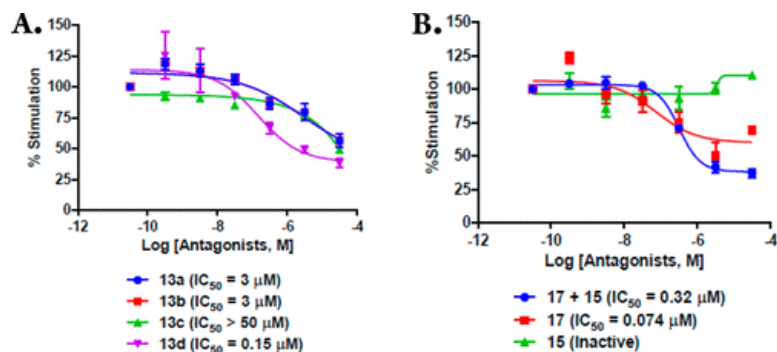 A.
150
125
100
75
50
25
0
% Stimulation
-12
-10
-8
-6
-4
Log [Antagonists, M]
13a (IC50 = 3 μM)
13b (IC50 = 3 μM)
13c (IC50 > 50 μM)
13d (IC50 = 0.15 μM)
B.
150
125
100
75
50
25
0
%Stimulation
-12
-10
-8
-6
-4
Log [Antagonists, M]
17 + 15 (IC50 = 0.32 μM)
17 (IC50 = 0.074 μM)
15 (Inactive)